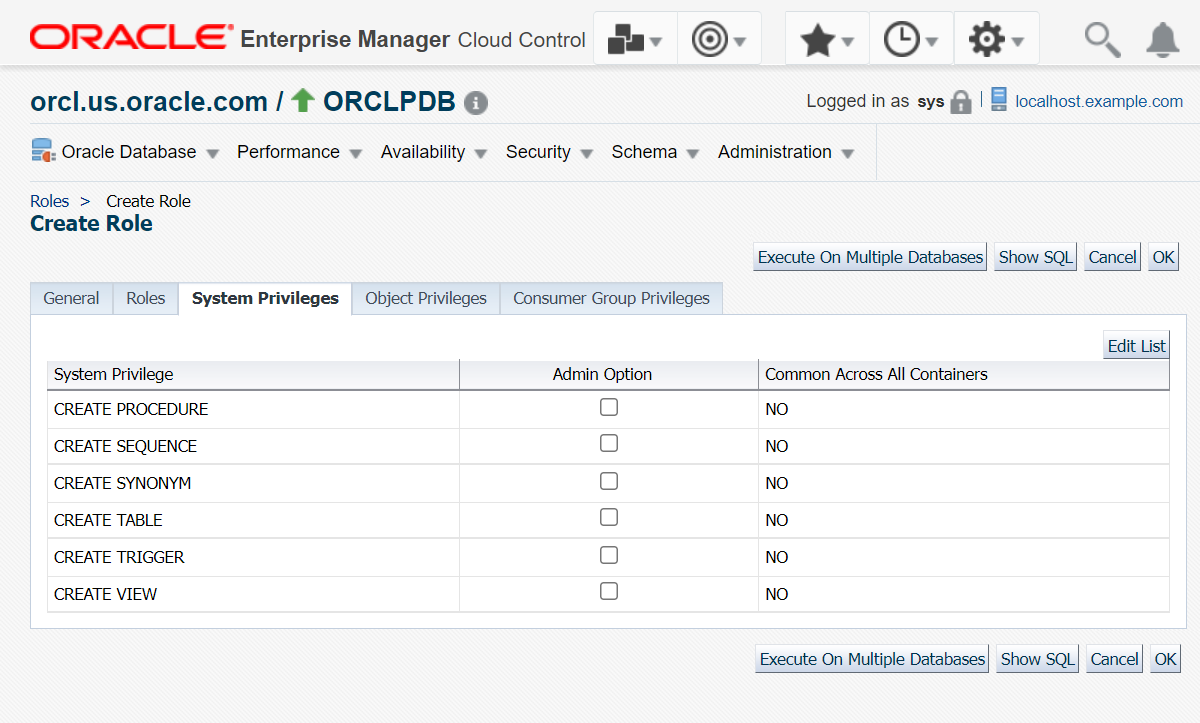 ORACLE Enterprise Manager Cloud Control
orcl.us.oracle.com / ORCLPDB
Logged in as sys localhost.example.com
Oracle Database Performance Availability Security Schema Administration
Roles > Create Role
Create Role
Execute On Multiple Databases Show SQL Cancel OK
General Roles System Privileges Object Privileges Consumer Group Privileges
Edit List
System Privilege Admin Option Common Across All Containers
CREATE PROCEDURE NO
CREATE SEQUENCE NO
CREATE SYNONYM NO
CREATE TABLE NO
CREATE TRIGGER NO
CREATE VIEW NO
Execute On Multiple Databases Show SQL Cancel OK